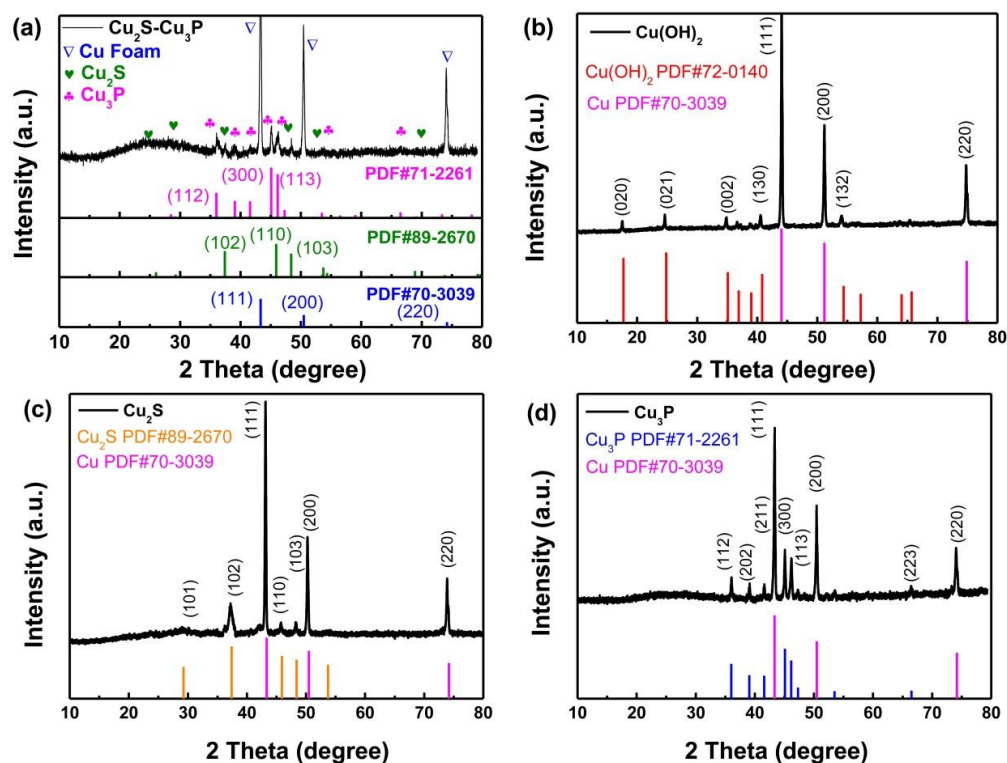 (a)
Cu₂S-Cu₃P
Cu Foam
Cu₂S
Cu₃P
PDF#71-2261
(112)
(300)
(113)
PDF#89-2670
(102)
(110)
(103)
PDF#70-3039
(111)
(200)
(220)
10 20 30 40 50 60 70 80
2 Theta (degree)
Intensity (a.u.)
(b)
Cu(OH)₂
Cu(OH)₂ PDF#72-0140
Cu PDF#70-3039
(020)
(021)
(002)
(130)
(111)
(200)
(132)
(220)
10 20 30 40 50 60 70 80
2 Theta (degree)
Intensity (a.u.)
(c)
Cu₂S
Cu₂S PDF#89-2670
Cu PDF#70-3039
(101)
(102)
(111)
(110)
(103)
(200)
(220)
10 20 30 40 50 60 70 80
2 Theta (degree)
Intensity (a.u.)
(d)
Cu₃P
Cu₃P PDF#71-2261
Cu PDF#70-3039
(112)
(202)
(211)
(111)
(300)
(113)
(200)
(223)
(220)
10 20 30 40 50 60 70 80
2 Theta (degree)
Intensity (a.u.)